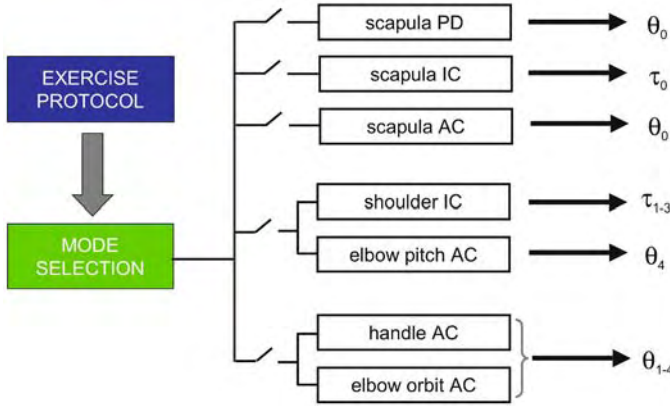 EXERCISE
PROTOCOL
MODE
SELECTION
scapula PD
θ0
scapula IC
τ0
scapula AC
θ0
shoulder IC
τ1-3
elbow pitch AC
θ4
handle AC
elbow orbit AC
θ1-4